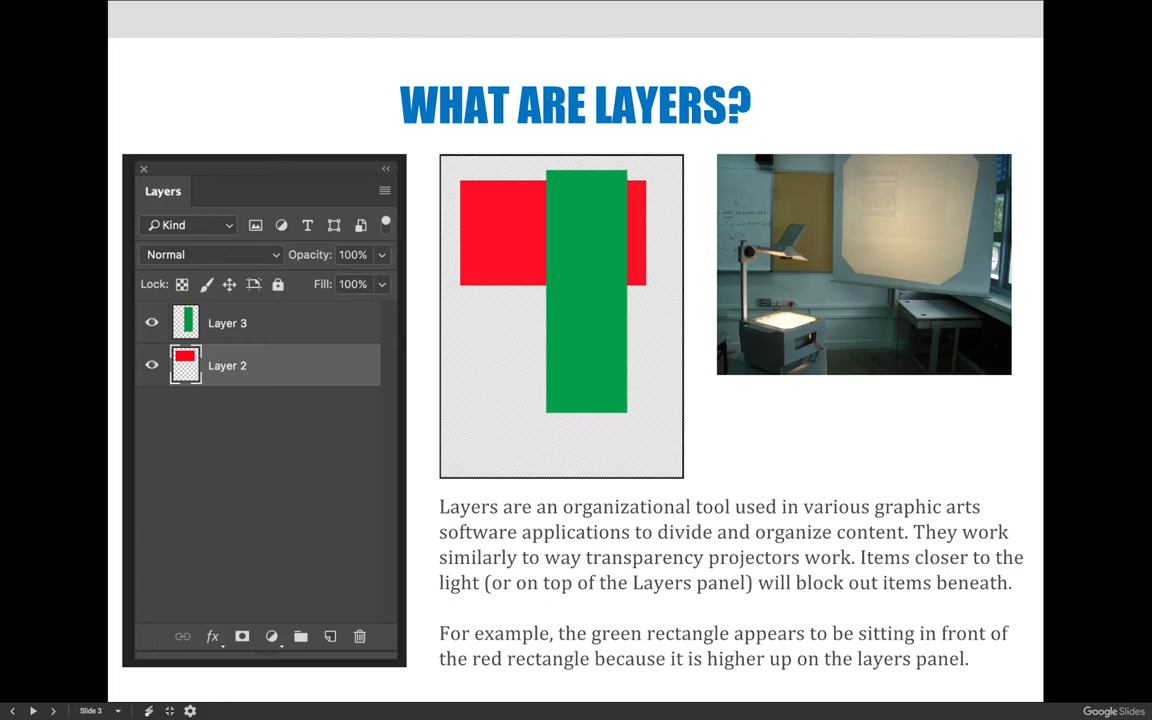 WHAT ARE LAYERS?
Layers
Kind
Normal
Opacity: 100%
Lock:
Fill: 100%
Layer 3
Layer 2
fx
Layers are an organizational tool used in various graphic arts
software applications to divide and organize content. They work
similarly to way transparency projectors work. Items closer to the
light (or on top of the Layers panel) will block out items beneath.
For example, the green rectangle appears to be sitting in front of
the red rectangle because it is higher up on the layers panel.
Slide 3
Google Slides